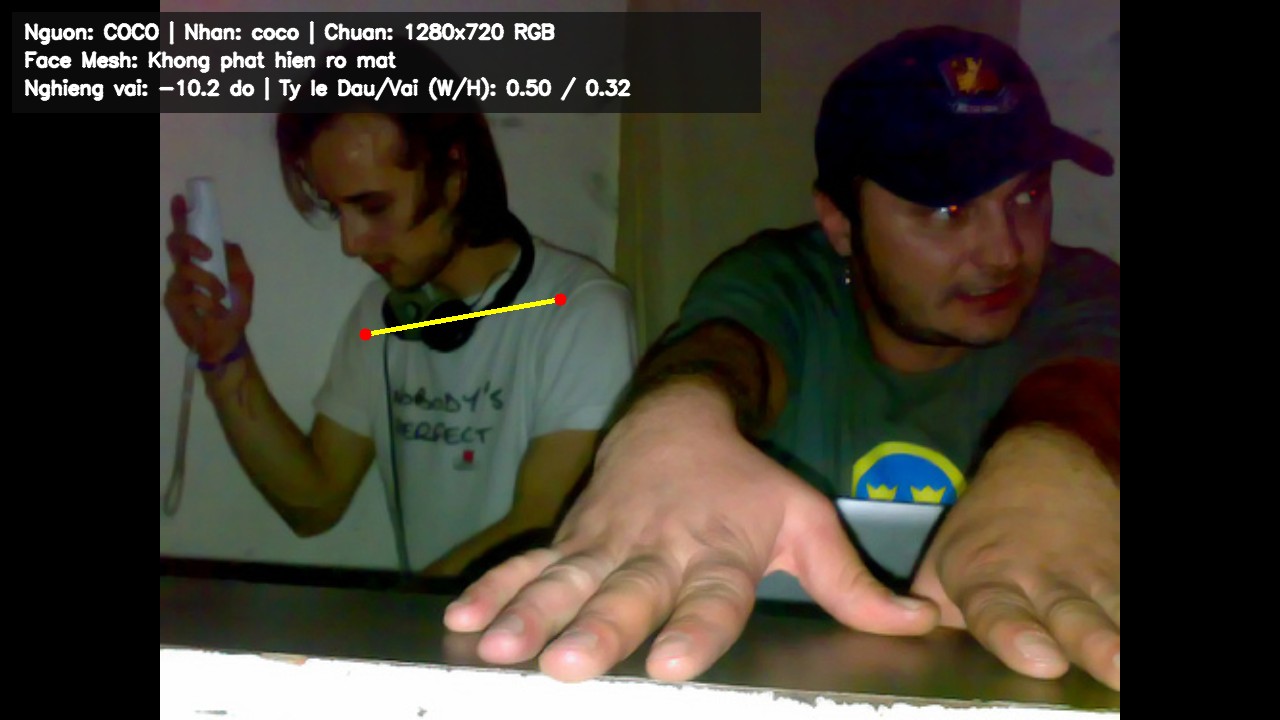 Nguon: COCO | Nhan: coco | Chuan: 1280x720 RGB
Face Mesh: Khong phat hien ro mat
Nghieng vai: -10.2 do | Ty le Dau/Vai (W/H): 0.50 / 0.32
NOBODY'S
PERFECT